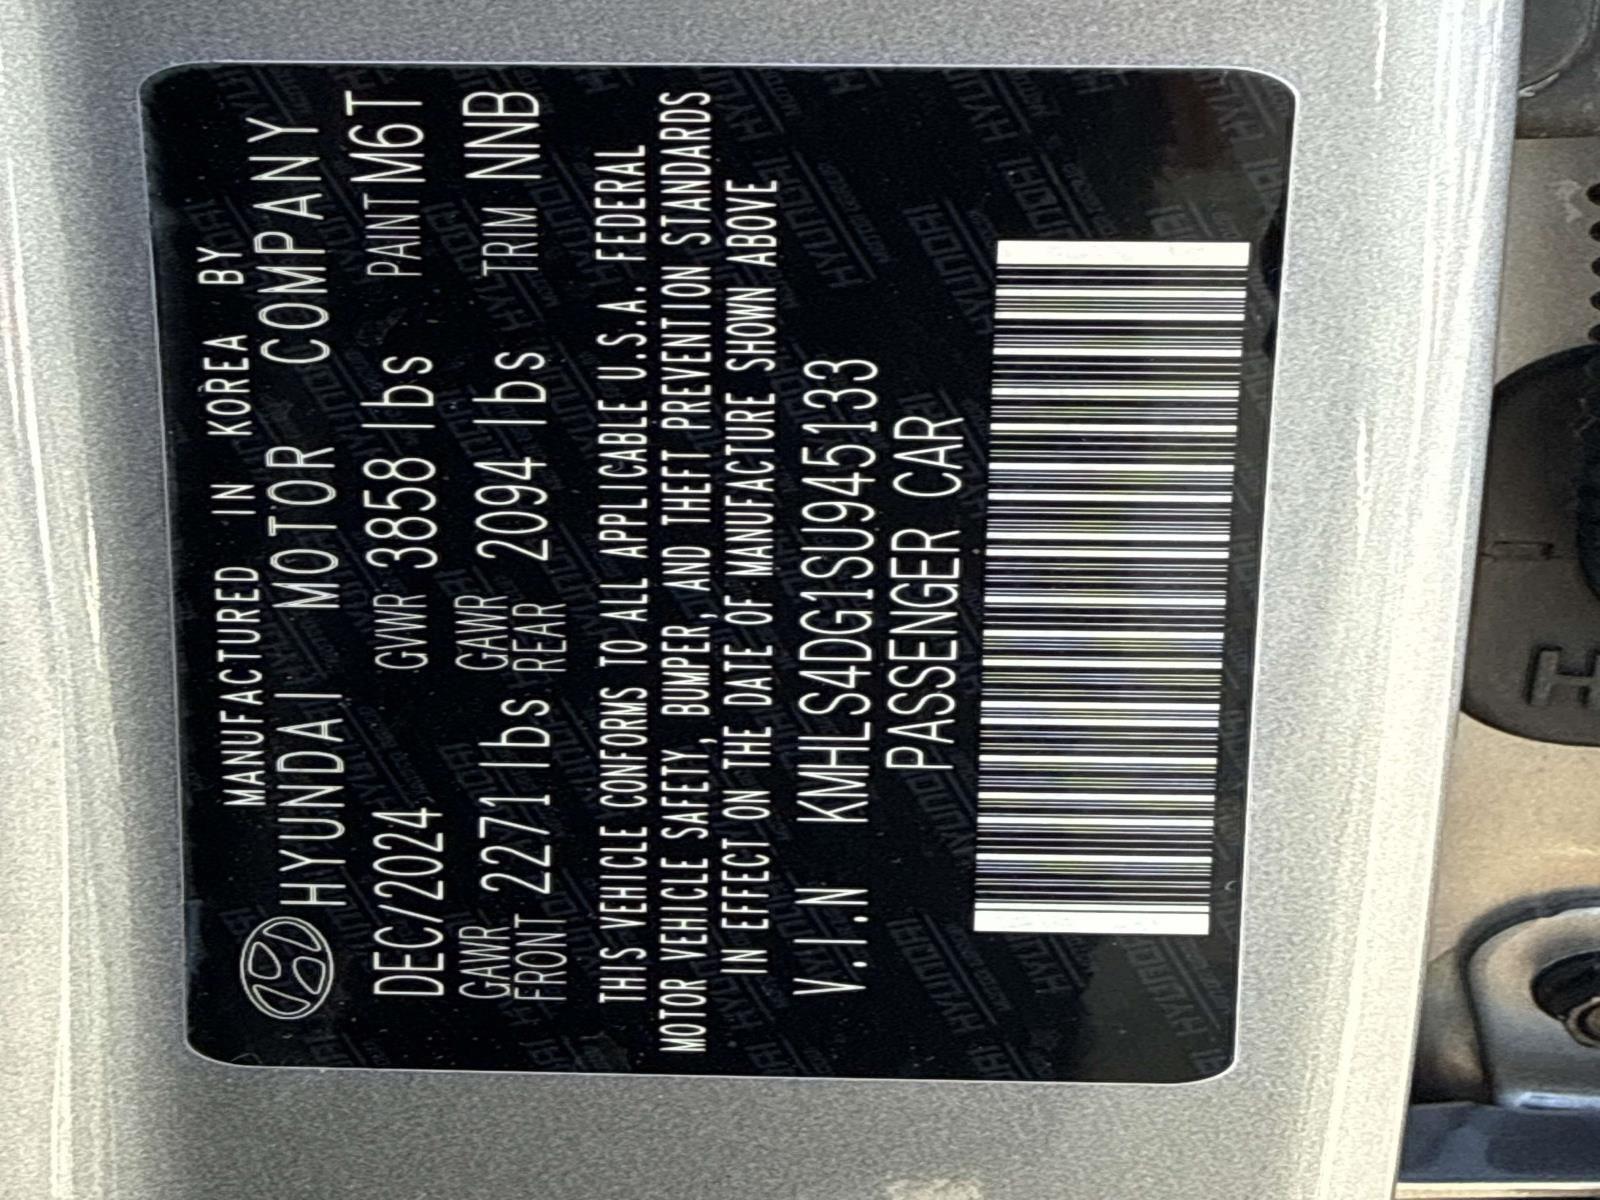 MANUFACTURED IN KOREA BY
HYUNDAI MOTOR COMPANY
DEC/2024 GVWR 3858 lbs PAINT M6T
GAWR FRONT 2271 lbs GAWR REAR 2094 lbs TRIM NNB
THIS VEHICLE CONFORMS TO ALL APPLICABLE U.S.A. FEDERAL
MOTOR VEHICLE SAFETY, BUMPER, AND THEFT PREVENTION STANDARDS
IN EFFECT ON THE DATE OF MANUFACTURE SHOWN ABOVE
V.I.N KMHLS4DG1SU945133
PASSENGER CAR